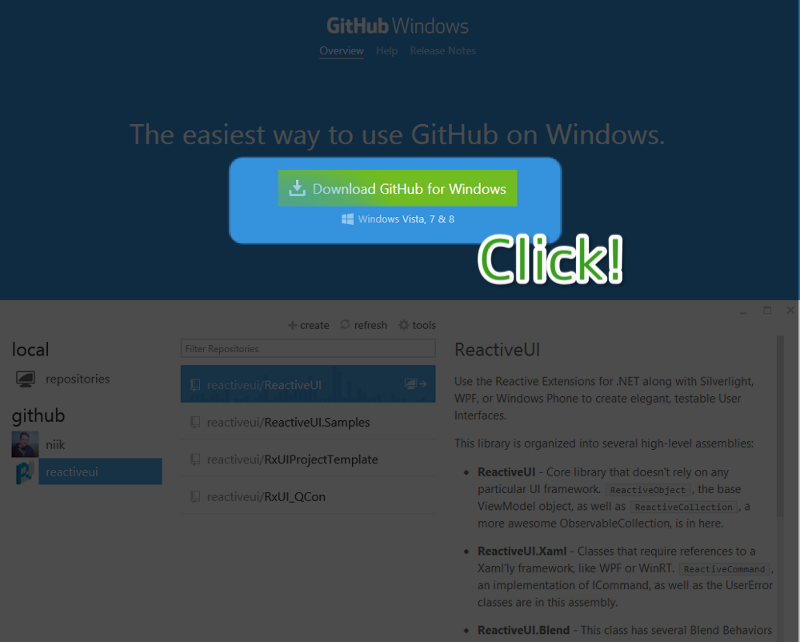 GitHub Windows
Overview Help Release Notes
The easiest way to use GitHub on Windows.
Download GitHub for Windows
Windows Vista, 7 & 8
Click!
create refresh tools
local
Filter Repositories
ReactiveUI
repositories
reactiveui/ReactiveUI
Use the Reactive Extensions for .NET along with Silverlight,
WPF, or Windows Phone to create elegant, testable User
Interfaces.
github
reactiveui/ReactiveUI.Samples
niik
This library is organized into several high-level assemblies:
reactiveui/RxUIProjectTemplate
reactiveui
• ReactiveUI - Core library that doesn't rely on any
particular UI framework. ReactiveObject, the base
ViewModel object, as well as ReactiveCollection, a
more awesome ObservableCollection, is in here.
reactiveui/RxUI_QCon
• ReactiveUI.Xaml - Classes that require references to a
Xaml'ly framework, like WPF or WinRT. ReactiveCommand,
an implementation of ICommand, as well as the UserError
classes are in this assembly.
• ReactiveUI.Blend - This class has several Blend Behaviors